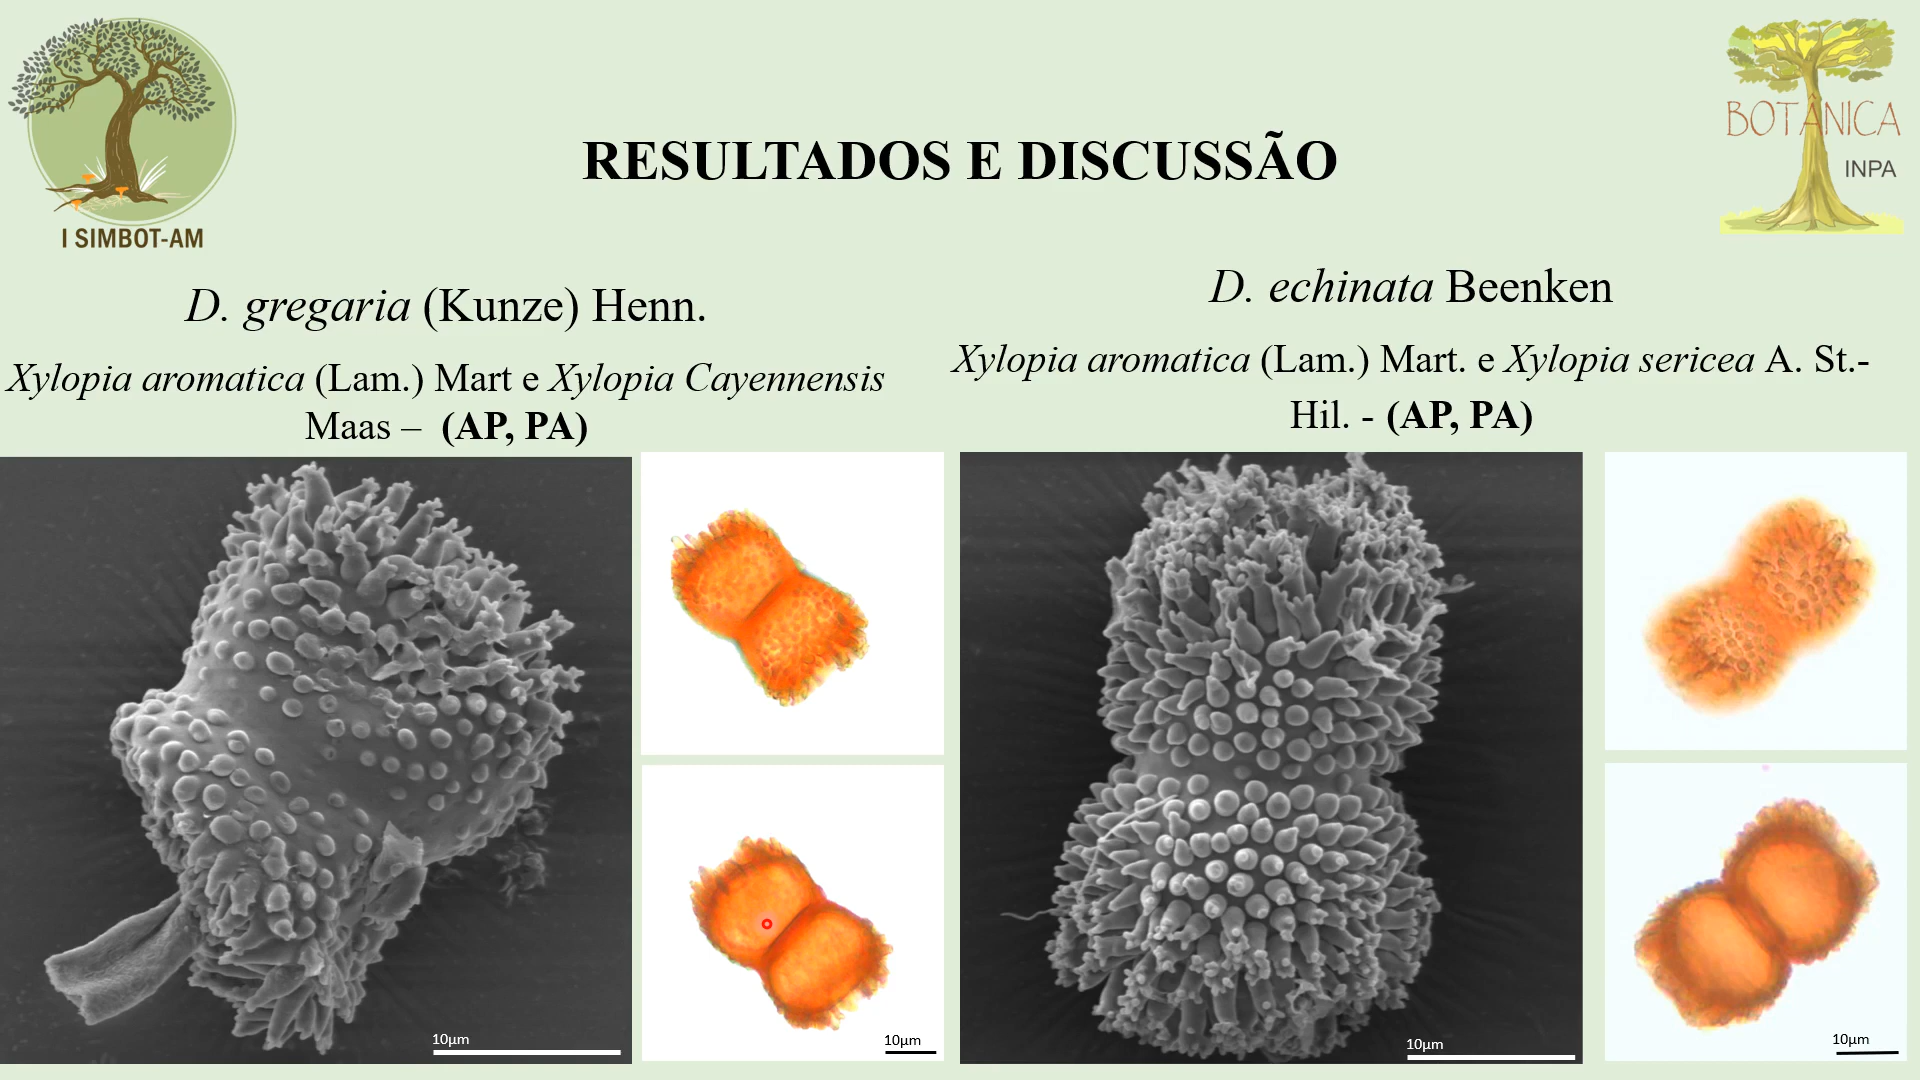 I SIMBOT-AM
BOTÂNICA
INPA
RESULTADOS E DISCUSSÃO
D. gregaria (Kunze) Henn.
Xylopia aromatica (Lam.) Mart e Xylopia Cayennensis
Maas – (AP, PA)
D. echinata Beenken
Xylopia aromatica (Lam.) Mart. e Xylopia sericea A. St.-
Hil. - (AP, PA)
10µm
10µm
10µm
10µm